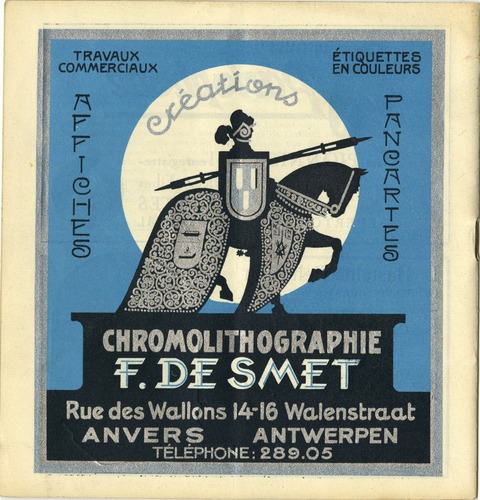 TRAVAUX
COMMERCIAUX
ÉTIQUETTES
EN COULEURS
Créations
AFFICHES
PANCARTES
CHROMOLITHOGRAPHIE
F. DE SMET
Rue des Wallons 14-16 Walenstraat
ANVERS ANTWERPEN
TÉLÉPHONE: 289.05